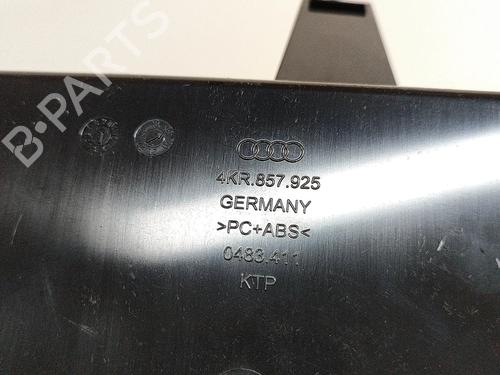 B-PARTS
4KR.857.925
GERMANY
>PC+ABS<
0483.411
KTP